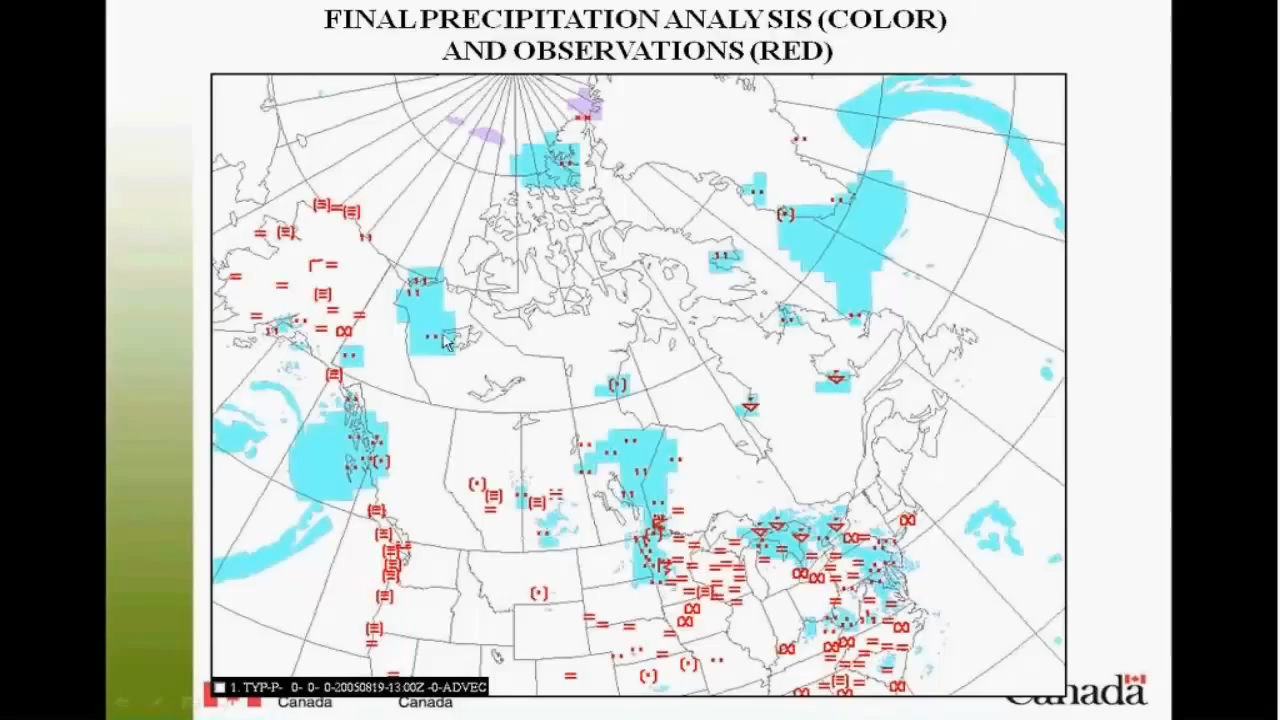 FINAL PRECIPITATION ANALYSIS (COLOR)
AND OBSERVATIONS (RED)
1. TYP-P- 0- 0- 0-20050819-13:00Z -0-ADVEC
Canada Canada
Canada